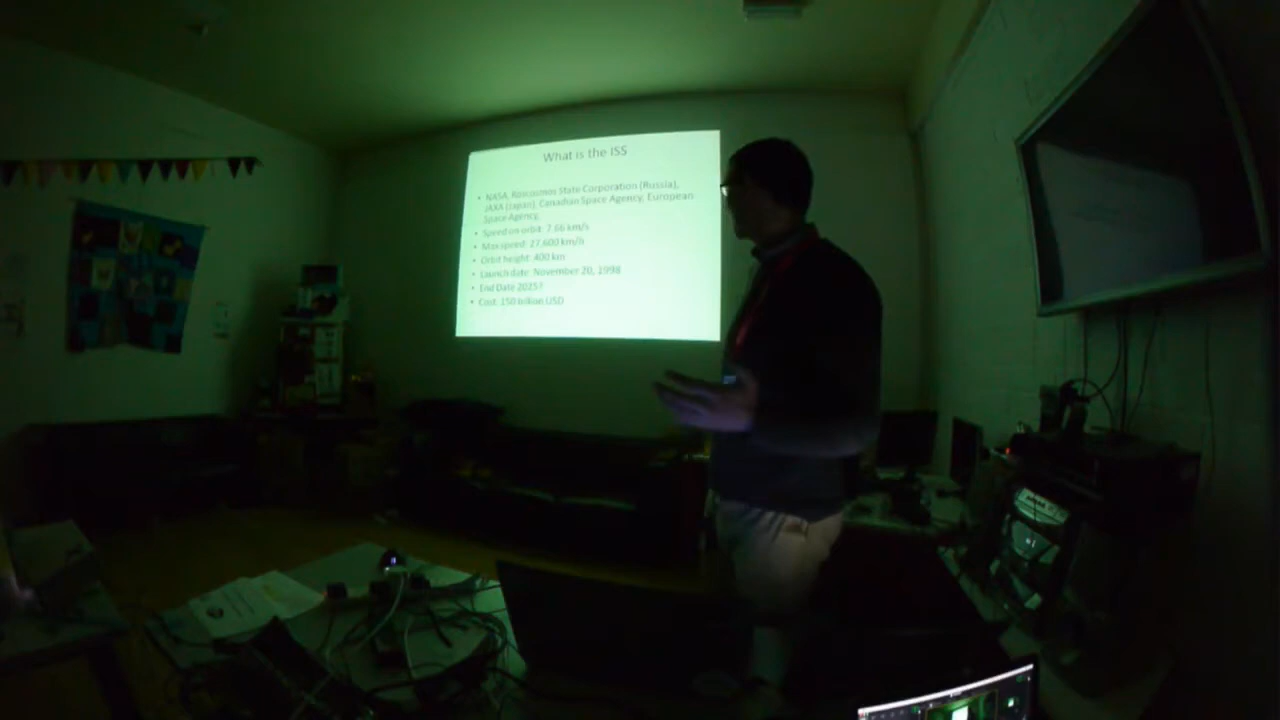 What is the ISS
• NASA, Roscosmos State Corporation (Russia),
JAXA (Japan), Canadian Space Agency, European
Space Agency,
• Speed on orbit: 7.66 km/s
• Max speed: 27,600 km/h
• Orbit height: 400 km
• Launch date: November 20, 1998
• End Date 2025?
• Cost: 150 billion USD